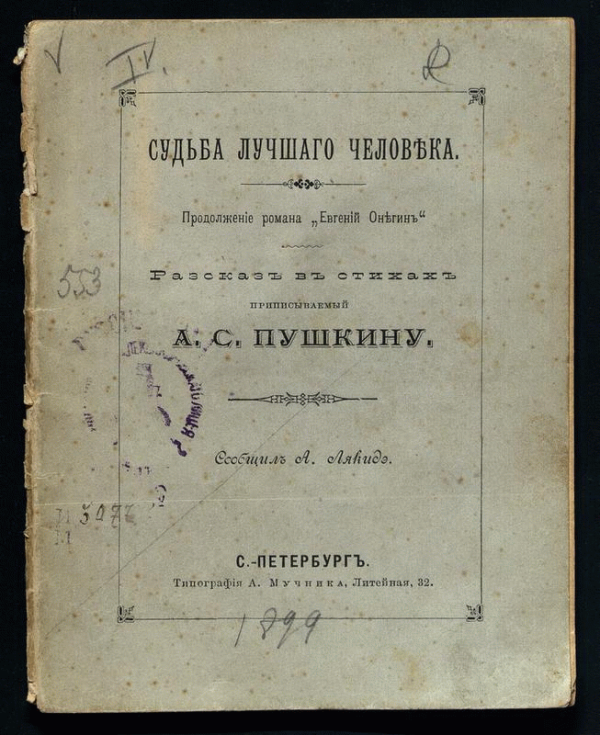 IV.
СУДЬБА ЛУЧШАГО ЧЕЛОВѢКА.
Продолженіе романа „Евгеній Онѣгинъ“
Разсказъ въ стихахъ
ПРИПИСЫВАЕМЫЙ
А. С. ПУШКИНУ.
553
Сообщилъ А. Лякидэ.
С.-ПЕТЕРБУРГЪ.
Типографія А. Мучника, Литейная, 32.
1899